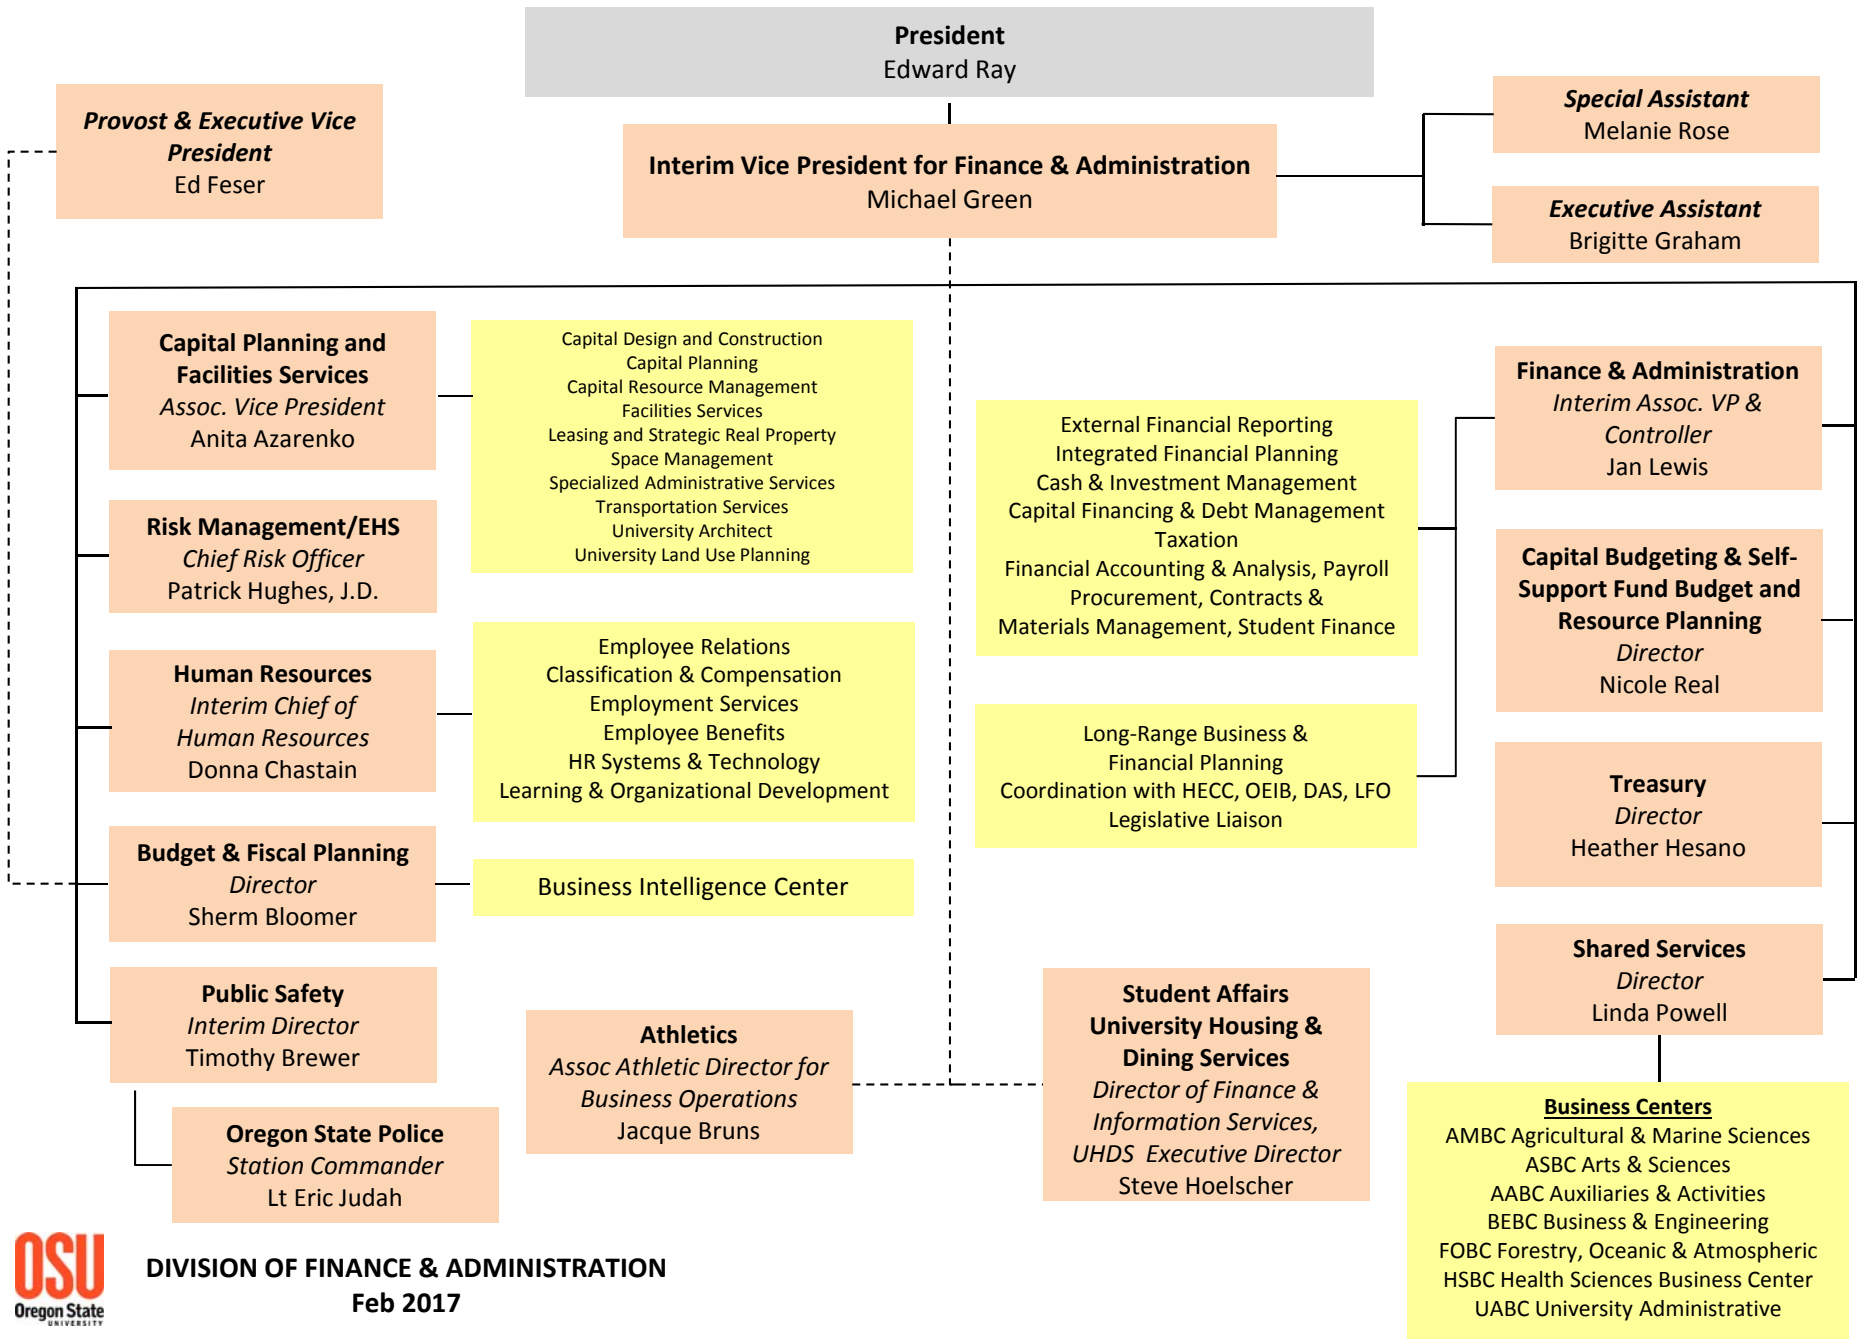 President
Edward Ray
Provost & Executive Vice
President
Ed Feser
Interim Vice President for Finance & Administration
Michael Green
Special Assistant
Melanie Rose
Executive Assistant
Brigitte Graham
Capital Planning and
Facilities Services
Assoc. Vice President
Anita Azarenko
Capital Design and Construction
Capital Planning
Capital Resource Management
Facilities Services
Leasing and Strategic Real Property
Space Management
Specialized Administrative Services
Transportation Services
University Architect
University Land Use Planning
Risk Management/EHS
Chief Risk Officer
Patrick Hughes, J.D.
Human Resources
Interim Chief of
Human Resources
Donna Chastain
Employee Relations
Classification & Compensation
Employment Services
Employee Benefits
HR Systems & Technology
Learning & Organizational Development
Budget & Fiscal Planning
Director
Sherm Bloomer
Business Intelligence Center
Public Safety
Interim Director
Timothy Brewer
Oregon State Police
Station Commander
Lt Eric Judah
Athletics
Assoc Athletic Director for
Business Operations
Jacque Bruns
Student Affairs
University Housing &
Dining Services
Director of Finance &
Information Services,
UHDS Executive Director
Steve Hoelscher
External Financial Reporting
Integrated Financial Planning
Cash & Investment Management
Capital Financing & Debt Management
Taxation
Financial Accounting & Analysis, Payroll
Procurement, Contracts &
Materials Management, Student Finance
Long-Range Business &
Financial Planning
Coordination with HECC, OEIB, DAS, LFO
Legislative Liaison
Finance & Administration
Interim Assoc. VP &
Controller
Jan Lewis
Capital Budgeting & Self-
Support Fund Budget and
Resource Planning
Director
Nicole Real
Treasury
Director
Heather Hesano
Shared Services
Director
Linda Powell
Business Centers
AMBC Agricultural & Marine Sciences
ASBC Arts & Sciences
AABC Auxiliaries & Activities
BEBC Business & Engineering
FOBC Forestry, Oceanic & Atmospheric
HSBC Health Sciences Business Center
UABC University Administrative
OSU
Oregon State
UNIVERSITY
DIVISION OF FINANCE & ADMINISTRATION
Feb 2017